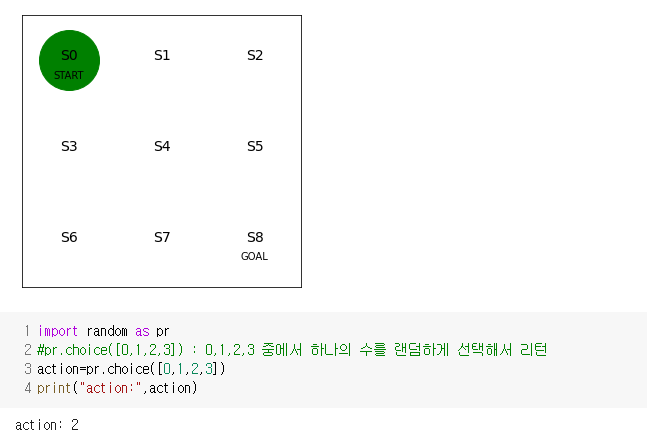 S0 S1 S2
START
S3 S4 S5
S6 S7 S8
GOAL
1 import random as pr
2 #pr.choice([0,1,2,3]) : 0,1,2,3 중에서 하나의 수를 랜덤하게 선택해서 리턴
3 action=pr.choice([0,1,2,3])
4 print("action:",action)
action: 2